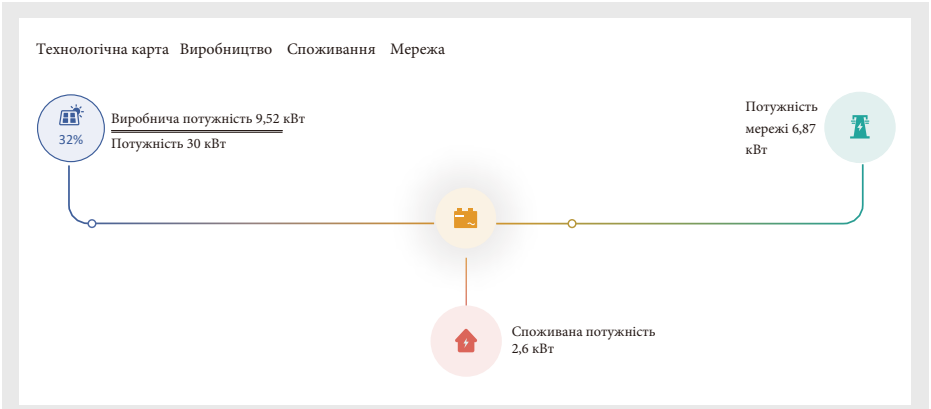 Технологічна карта Виробництво Споживання Мережа
32%
Виробнича потужність 9,52 кВт
Потужність 30 кВт
Потужність
мережі 6,87
кВт
Споживана потужність
2,6 кВт